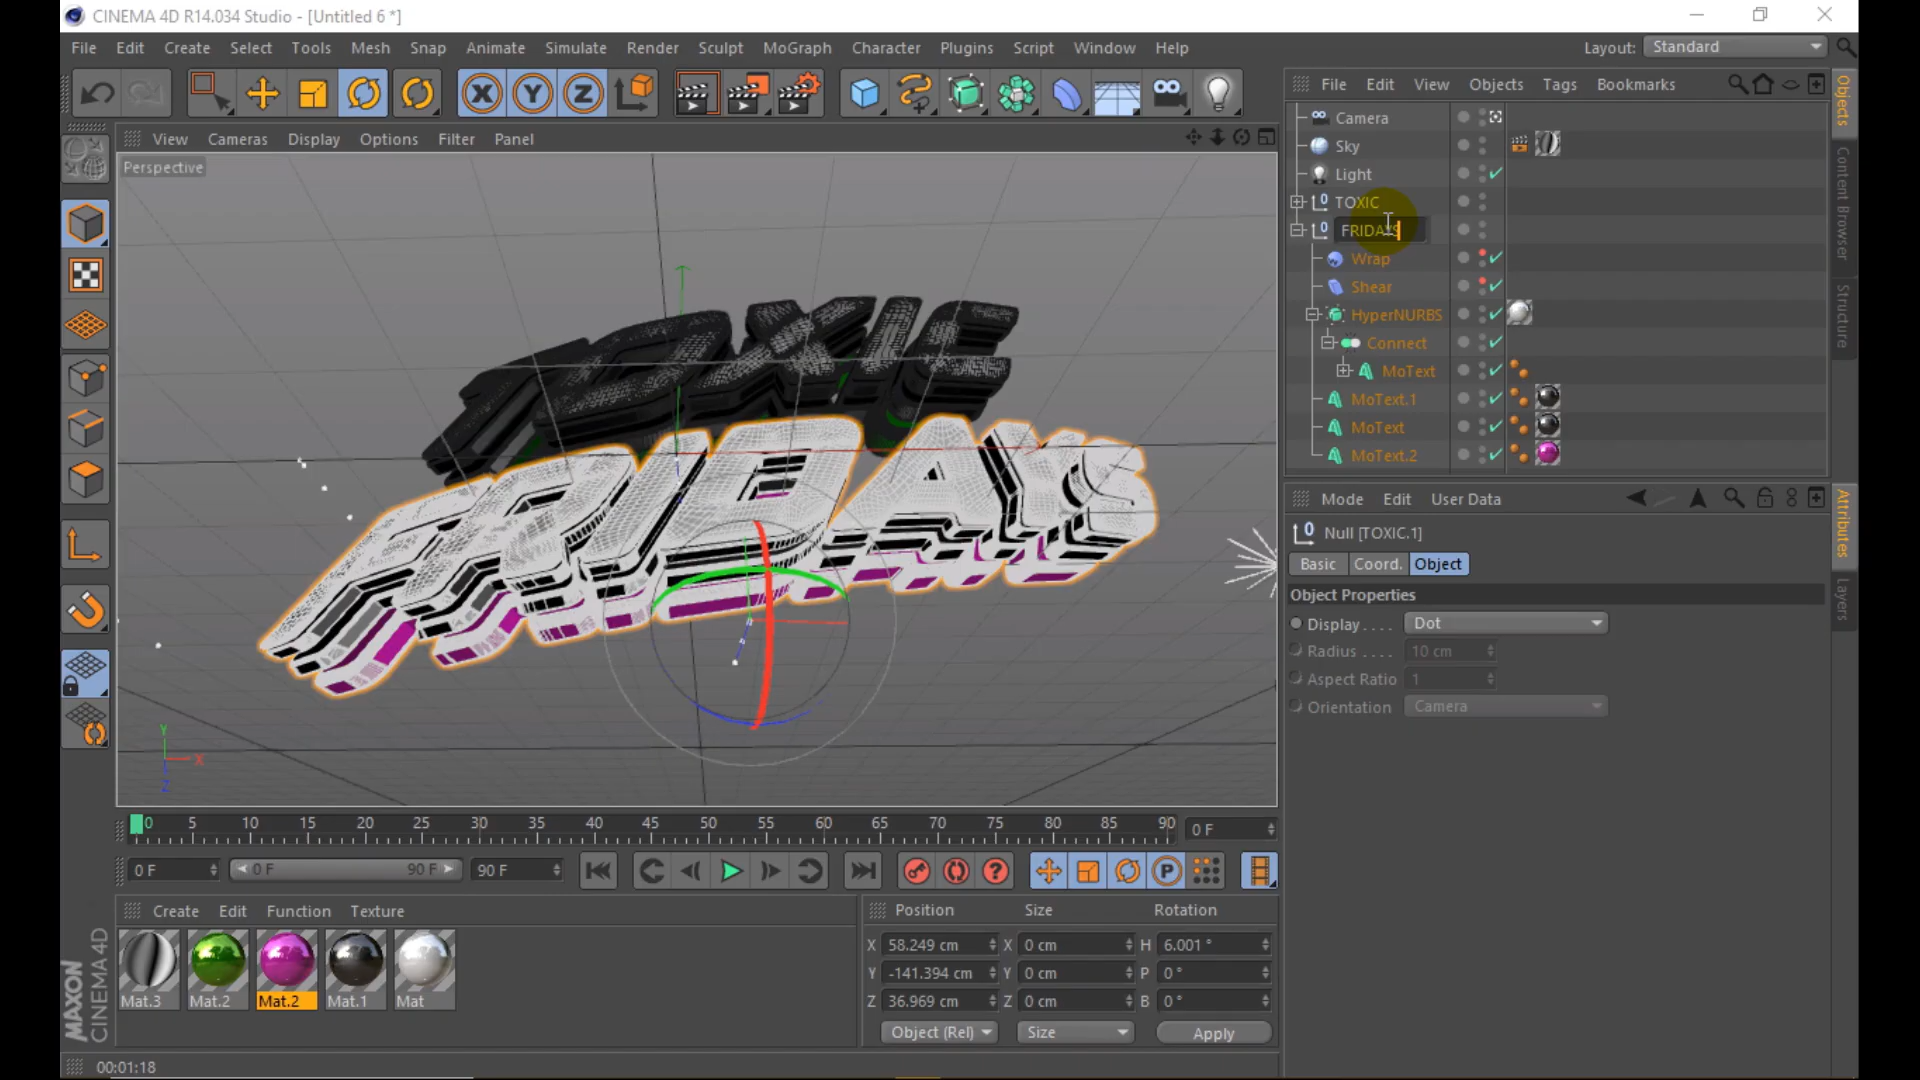 CINEMA 4D R14.034 Studio - [Untitled 6 *]
File Edit Create Select Tools Mesh Snap Animate Simulate Render Sculpt MoGraph Character Plugins Script Window Help Layout: Standard
File Edit View Objects Tags Bookmarks
View Cameras Display Options Filter Panel
Perspective
TOXIC
FRIDAYS
Camera
Sky
Light
TOXIC
FRIDAYS
Wrap
Shear
HyperNURBS
Connect
MoText
MoText.1
MoText
MoText.2
Objects
Content Browser
Structure
Mode Edit User Data
Null [TOXIC.1]
Basic Coord. Object
Object Properties
Display . . . . Dot
Radius . . . . 10 cm
Aspect Ratio 1
Orientation Camera
Attributes
Layers
Y
X
Z
0 5 10 15 20 25 30 35 40 45 50 55 60 65 70 75 80 85 90 0 F
0 F 0 F 90 F 90 F
Create Edit Function Texture
Mat.3 Mat.2 Mat.2 Mat.1 Mat
Position Size Rotation
X 58.249 cm X 0 cm H 6.001 °
Y -141.394 cm Y 0 cm P 0 °
Z 36.969 cm Z 0 cm B 0 °
Object (Rel) Size Apply
MAXON
CINEMA 4D
00:01:18